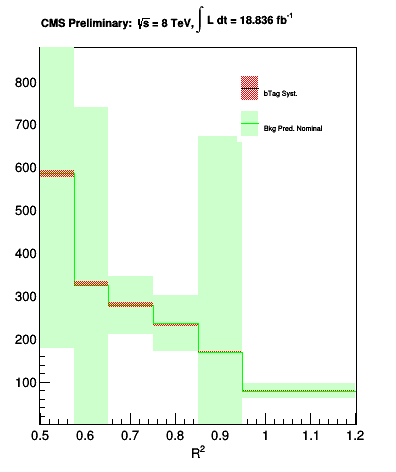 CMS Preliminary: √s = 8 TeV, ∫ L dt = 18.836 fb⁻¹
bTag Syst.
Bkg Pred. Nominal
800
700
600
500
400
300
200
100
0.5 0.6 0.7 0.8 0.9 1 1.1 1.2
R²